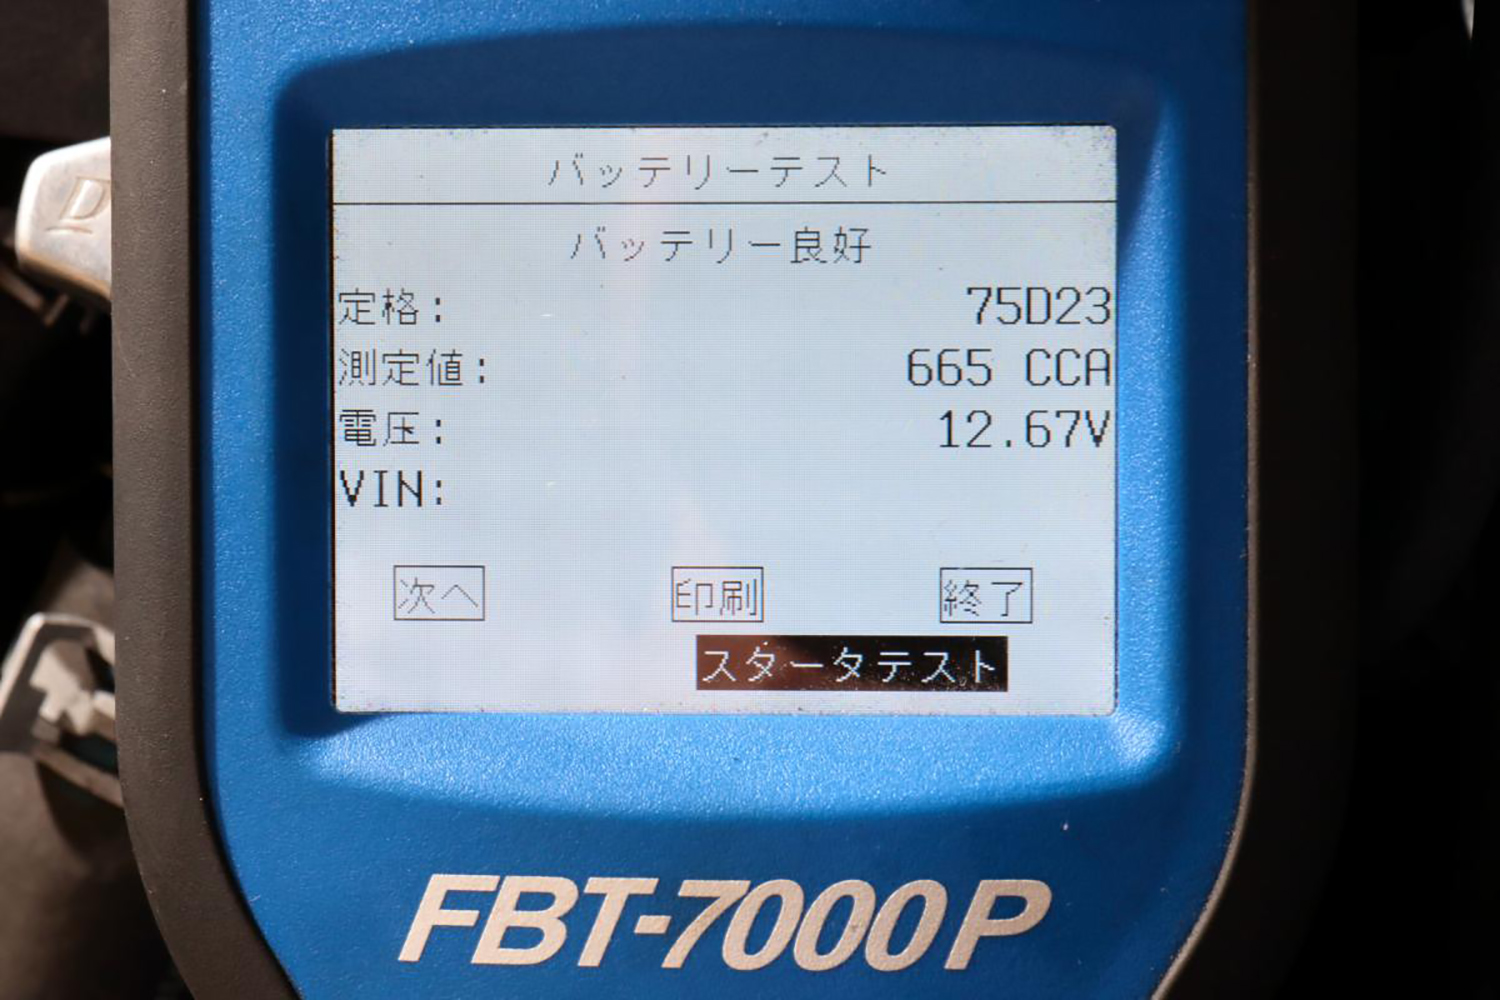 バッテリーテスト
バッテリー良好
定格: 75D23
測定値: 665 CCA
電圧: 12.67V
VIN:
次へ 印刷 終了
スタータテスト
FBT-7000P
D